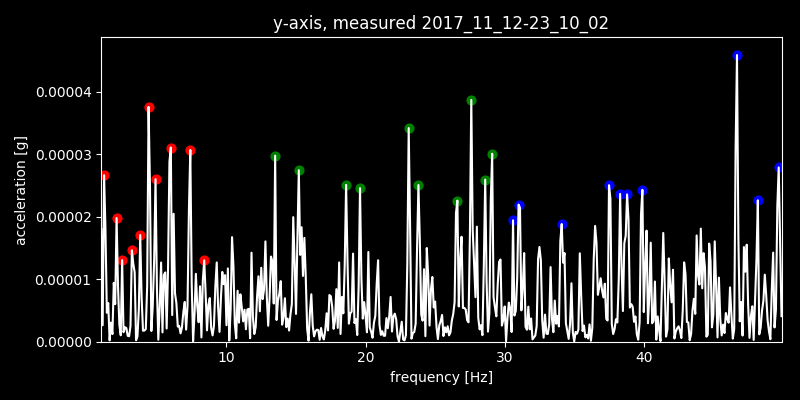 y-axis, measured 2017_11_12-23_10_02
acceleration [g]
0.00004
0.00003
0.00002
0.00001
0.00000
10 20 30 40
frequency [Hz]